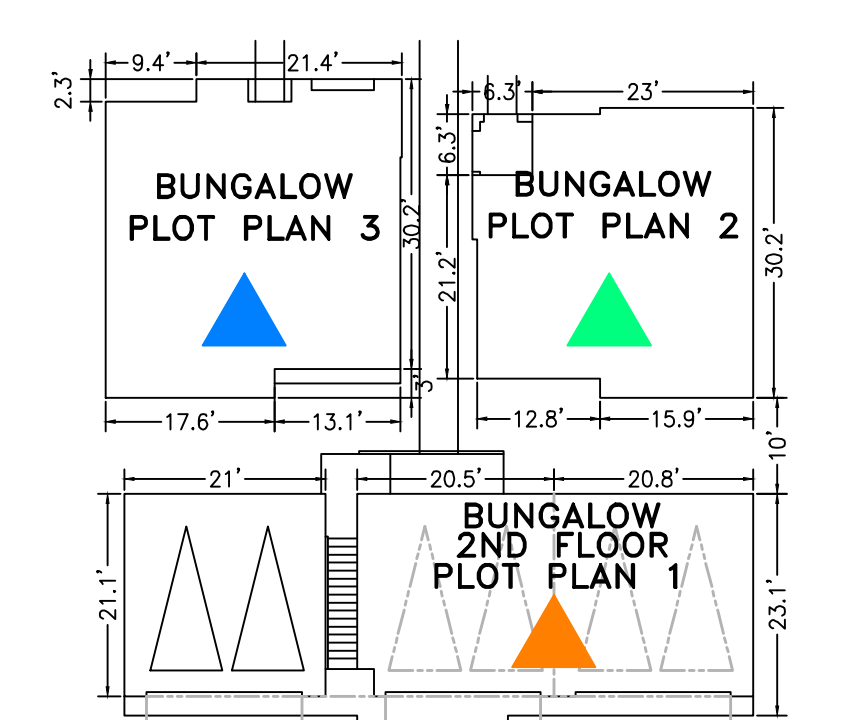 9.4' 21.4' 6.3' 23'
2.3'
6.3'
BUNGALOW
PLOT PLAN 3
30.2'
BUNGALOW
PLOT PLAN 2
21.2'
30.2'
3'
17.6' 13.1' 12.8' 15.9'
10'
21' 20.5' 20.8'
BUNGALOW
2ND FLOOR
PLOT PLAN 1
21.1'
23.1'